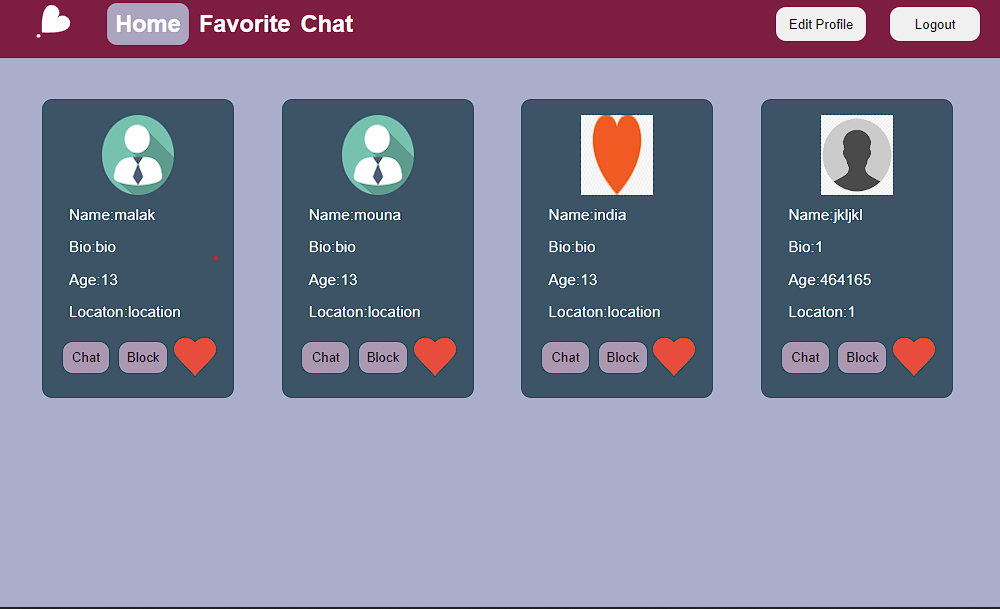 Home Favorite Chat Edit Profile Logout
Name:malak
Bio:bio
Age:13
Locaton:location
Chat Block
Name:mouna
Bio:bio
Age:13
Locaton:location
Chat Block
Name:india
Bio:bio
Age:13
Locaton:location
Chat Block
Name:jkljkl
Bio:1
Age:464165
Locaton:1
Chat Block